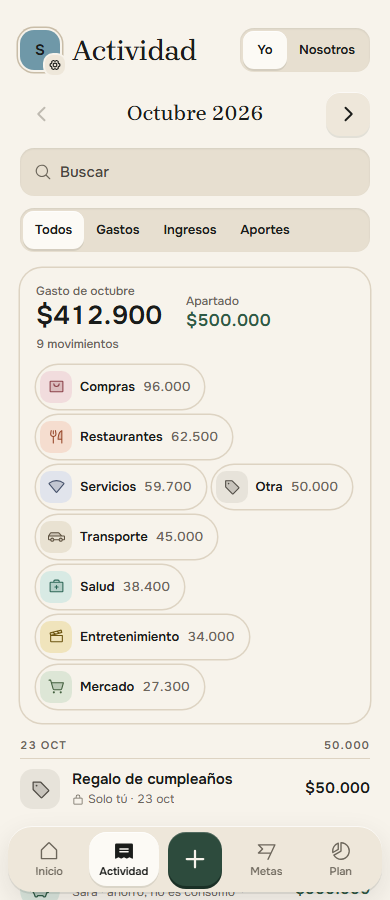 S
Actividad
Yo
Nosotros
Octubre 2026
Buscar
Todos
Gastos
Ingresos
Aportes
Gasto de octubre
$412.900
Apartado
$500.000
9 movimientos
Compras 96.000
Restaurantes 62.500
Servicios 59.700
Otra 50.000
Transporte 45.000
Salud 38.400
Entretenimiento 34.000
Mercado 27.300
23 OCT
50.000
Regalo de cumpleaños
$50.000
Solo tú · 23 oct
Inicio
Actividad
Metas
Plan